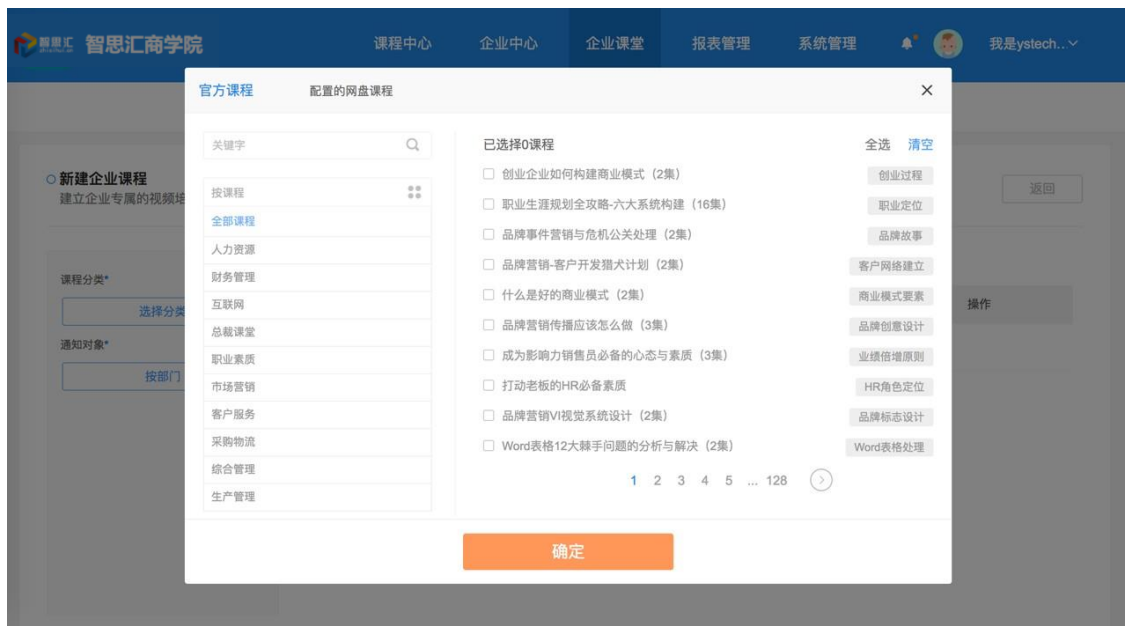 智思汇 智思汇商学院
课程中心 企业中心 企业课堂 报表管理 系统管理 我是ystech..
官方课程 配置的网盘课程
关键字
已选择0课程 全选 清空
新建企业课程
建立企业专属的视频培
返回
按课程
全部课程
人力资源
财务管理
互联网
总裁课堂
职业素质
市场营销
客户服务
采购物流
综合管理
生产管理
创业企业如何构建商业模式（2集） 创业过程
职业生涯规划全攻略-六大系统构建（16集） 职业定位
品牌事件营销与危机公关处理（2集） 品牌故事
品牌营销-客户开发猎犬计划（2集） 客户网络建立
什么是好的商业模式（2集） 商业模式要素
品牌营销传播应该怎么做（3集） 品牌创意设计
成为影响力销售员必备的心态与素质（3集） 业绩倍增原则
打动老板的HR必备素质 HR角色定位
品牌营销VI视觉系统设计（2集） 品牌标志设计
Word表格12大棘手问题的分析与解决（2集） Word表格处理
1 2 3 4 5 ... 128
课程分类*
选择分类
通知对象*
按部门
操作
确定